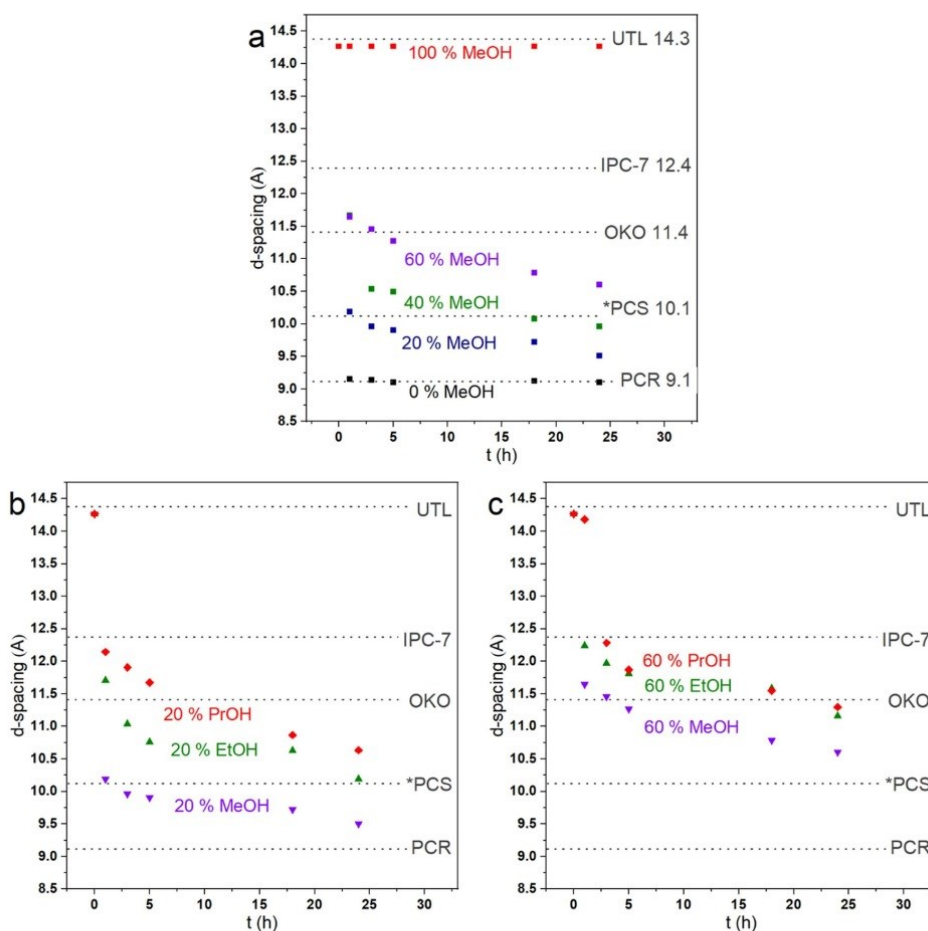 a
14.5
14.0
13.5
13.0
12.5
12.0
11.5
11.0
10.5
10.0
9.5
9.0
8.5
d-spacing (A)
UTL 14.3
100 % MeOH
IPC-7 12.4
OKO 11.4
60 % MeOH
40 % MeOH
*PCS 10.1
20 % MeOH
PCR 9.1
0 % MeOH
0 5 10 15 20 25 30
t (h)
b
14.5
14.0
13.5
13.0
12.5
12.0
11.5
11.0
10.5
10.0
9.5
9.0
8.5
d-spacing (A)
UTL
IPC-7
OKO
20 % PrOH
20 % EtOH
*PCS
20 % MeOH
PCR
0 5 10 15 20 25 30
t (h)
c
14.5
14.0
13.5
13.0
12.5
12.0
11.5
11.0
10.5
10.0
9.5
9.0
8.5
d-spacing (A)
UTL
IPC-7
60 % PrOH
60 % EtOH
OKO
60 % MeOH
*PCS
PCR
0 5 10 15 20 25 30
t (h)